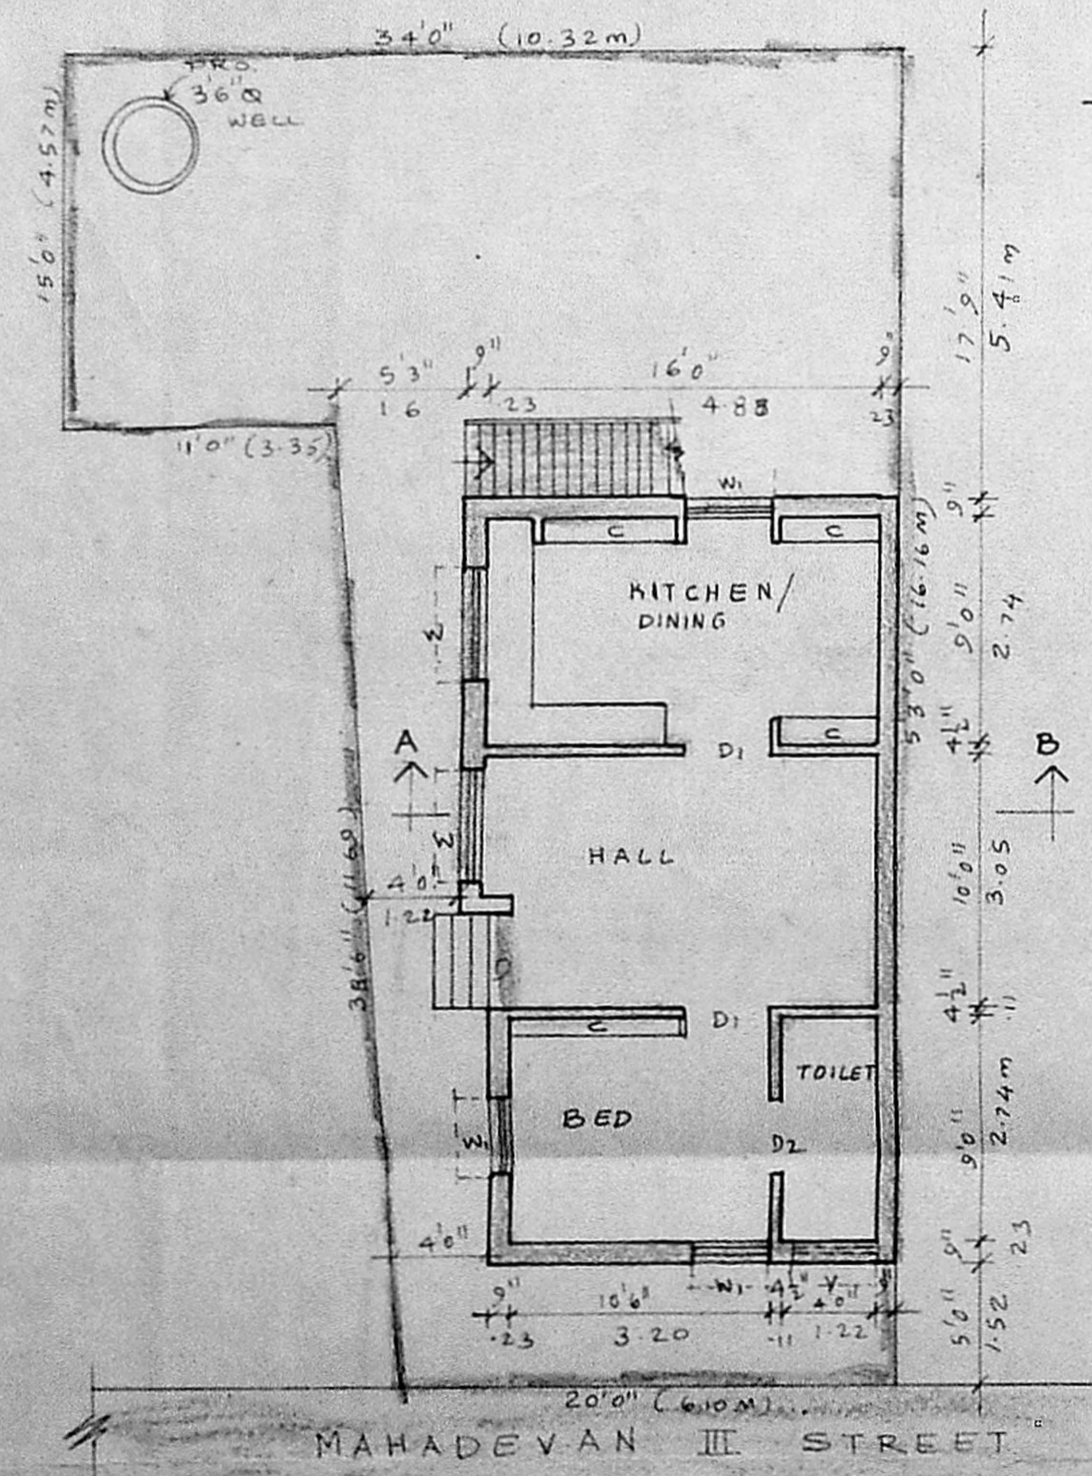 34'0" (10.32m)
PRO.
3'6"Ø
WELL
15'0" (4.57m)
17'9"
5.41m
5'3"
9"
16'0"
9"
1.6
.23
4.88
23
11'0" (3.35)
W1
9"
C
C
KITCHEN/
DINING
W
53'0" (16.16m)
9'0"
2.74
C
4½"
D1
A
B
W
HALL
10'0"
3.05
4'0"
1.22
38'6" (11.69)
D
4½"
.11
D1
C
TOILET
BED
W
D2
9'0"
2.74m
4'0"
9"
23
9"
10'6"
W1
4½"
V
4'0"
9"
.23
3.20
.11
1.22
5'0"
1.52
20'0" (6.10M)
MAHADEVAN III STREET